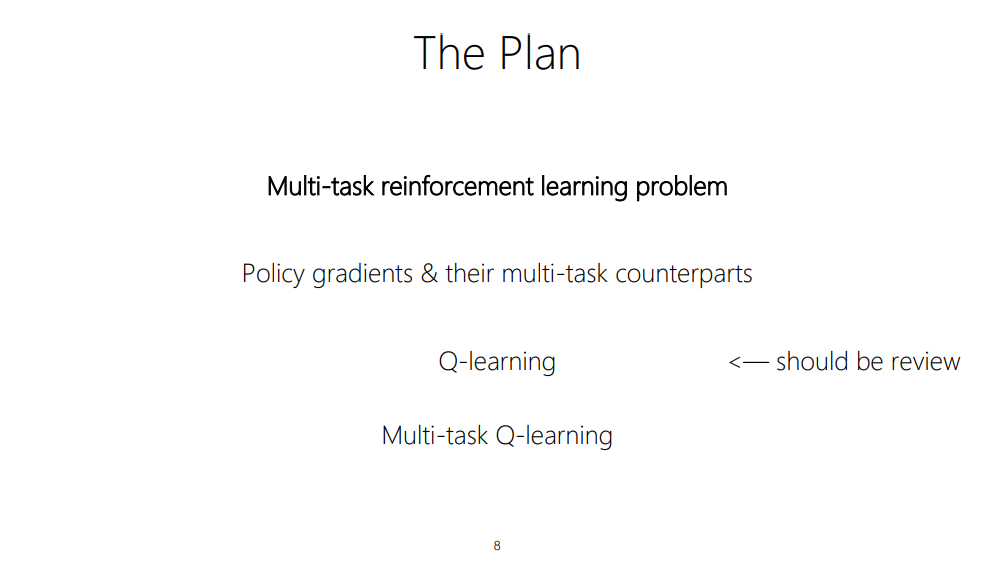 The Plan
Multi-task reinforcement learning problem
Policy gradients & their multi-task counterparts
Q-learning <— should be review
Multi-task Q-learning
8